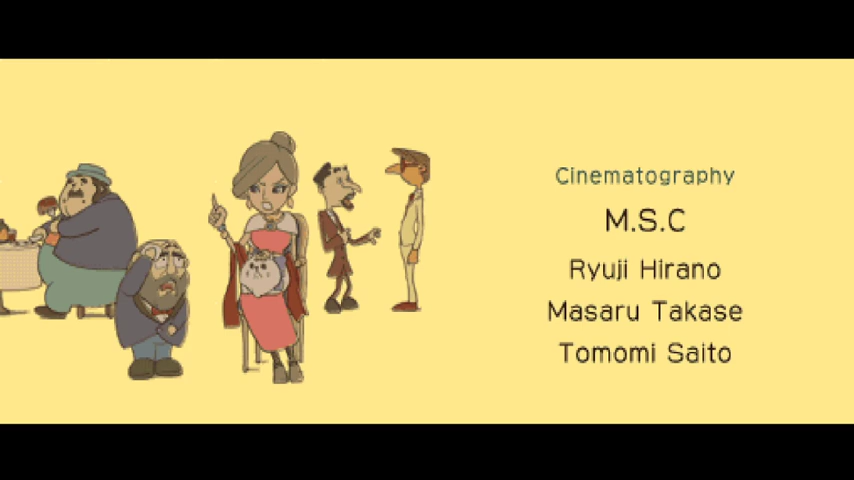 Cinematography
M.S.C
Ryuji Hirano
Masaru Takase
Tomomi Saito